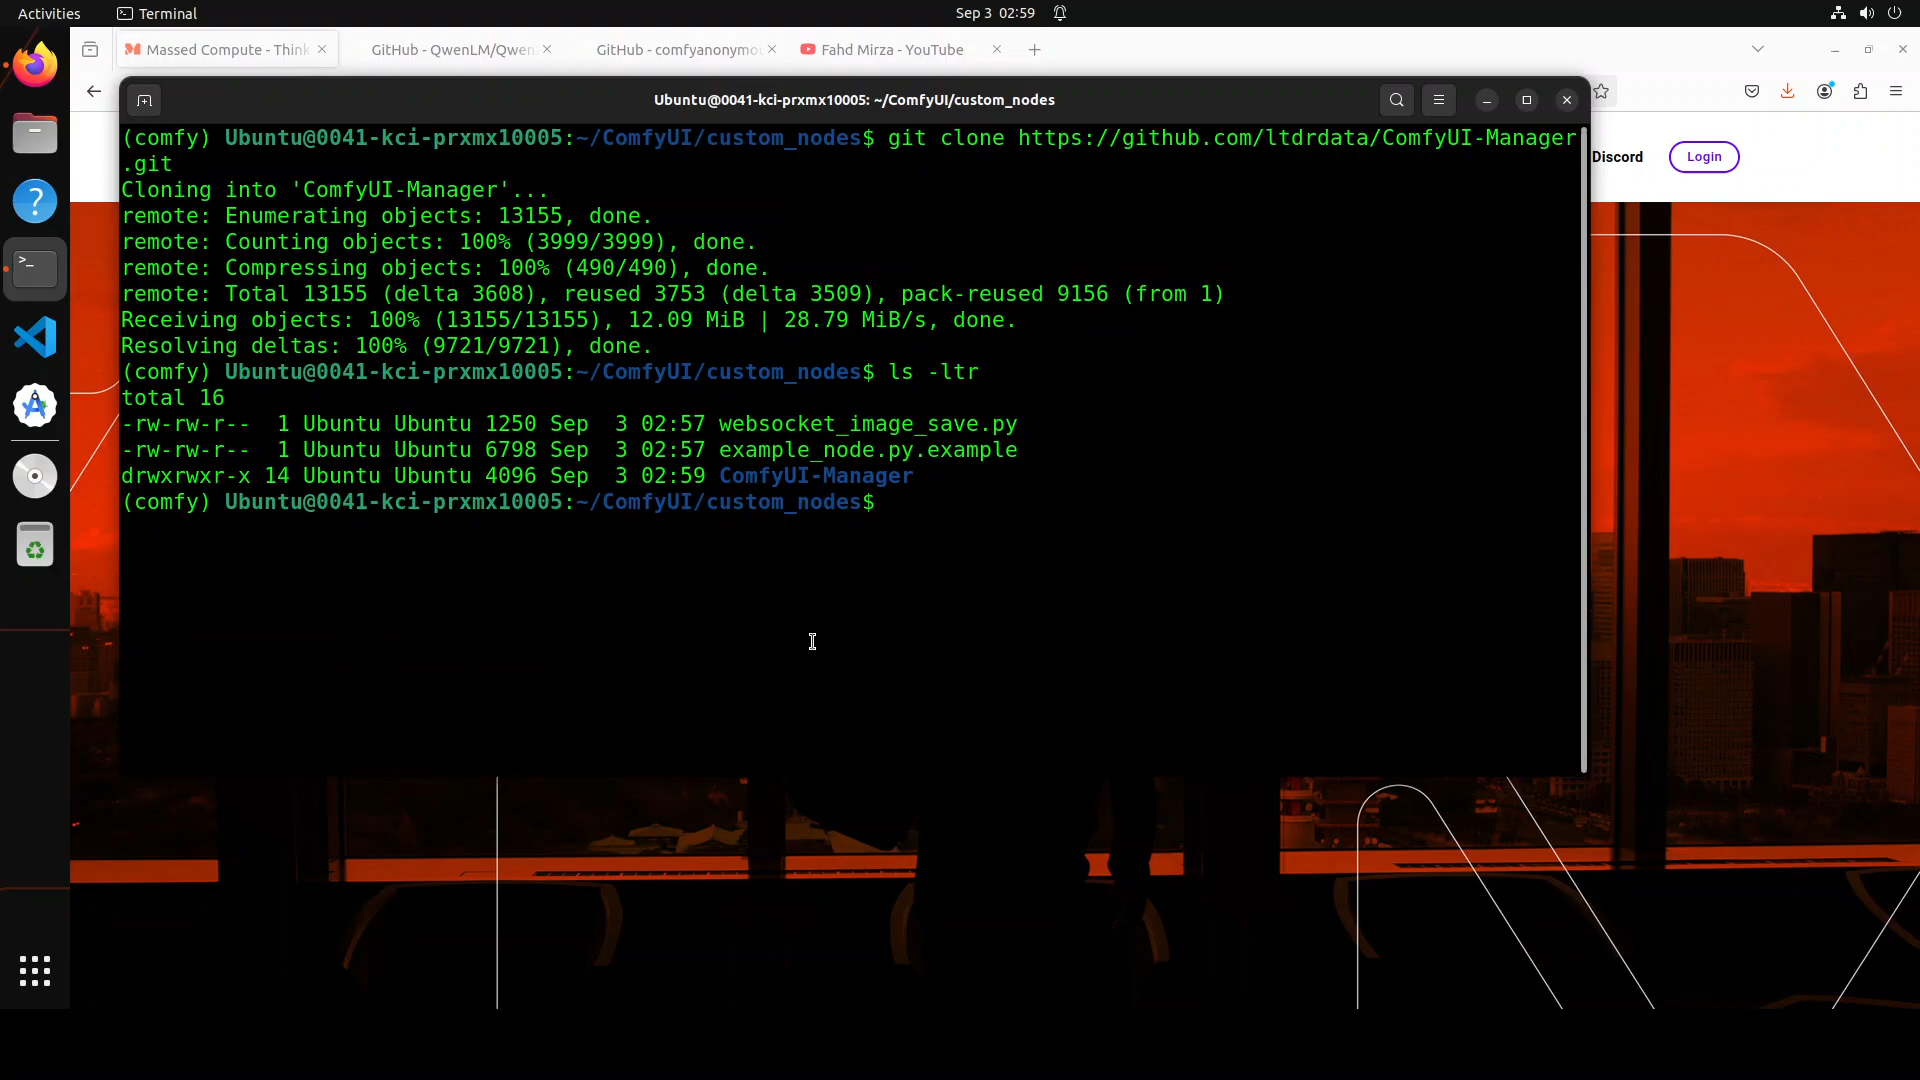 Activities
Terminal
Sep 3 02:59
Massed Compute - Think
GitHub - QwenLM/Qwen
GitHub - comfyanonymou
Fahd Mirza - YouTube
Ubuntu@0041-kci-prxmx10005: ~/ComfyUI/custom_nodes
Discord
Login
(comfy) Ubuntu@0041-kci-prxmx10005:~/ComfyUI/custom_nodes$ git clone https://github.com/ltdrdata/ComfyUI-Manager
.git
Cloning into 'ComfyUI-Manager'...
remote: Enumerating objects: 13155, done.
remote: Counting objects: 100% (3999/3999), done.
remote: Compressing objects: 100% (490/490), done.
remote: Total 13155 (delta 3608), reused 3753 (delta 3509), pack-reused 9156 (from 1)
Receiving objects: 100% (13155/13155), 12.09 MiB | 28.79 MiB/s, done.
Resolving deltas: 100% (9721/9721), done.
(comfy) Ubuntu@0041-kci-prxmx10005:~/ComfyUI/custom_nodes$ ls -ltr
total 16
-rw-rw-r--  1 Ubuntu Ubuntu 1250 Sep  3 02:57 websocket_image_save.py
-rw-rw-r--  1 Ubuntu Ubuntu 6798 Sep  3 02:57 example_node.py.example
drwxrwxr-x 14 Ubuntu Ubuntu 4096 Sep  3 02:59 ComfyUI-Manager
(comfy) Ubuntu@0041-kci-prxmx10005:~/ComfyUI/custom_nodes$